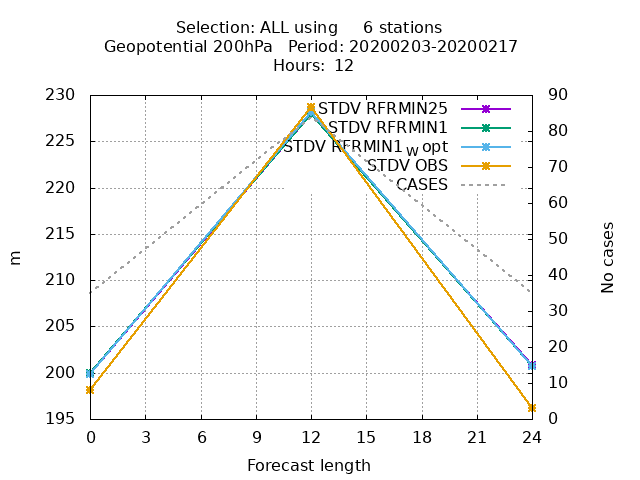 Selection: ALL using     6 stations
Geopotential 200hPa   Period: 20200203-20200217
Hours: 12
230
225
220
215
210
205
200
195
m
STDV RFRMIN25
STDV RFRMIN1
STDV RFRMIN1 w opt
STDV OBS
CASES
90
80
70
60
50
40
30
20
10
0
No cases
0 3 6 9 12 15 18 21 24
Forecast length